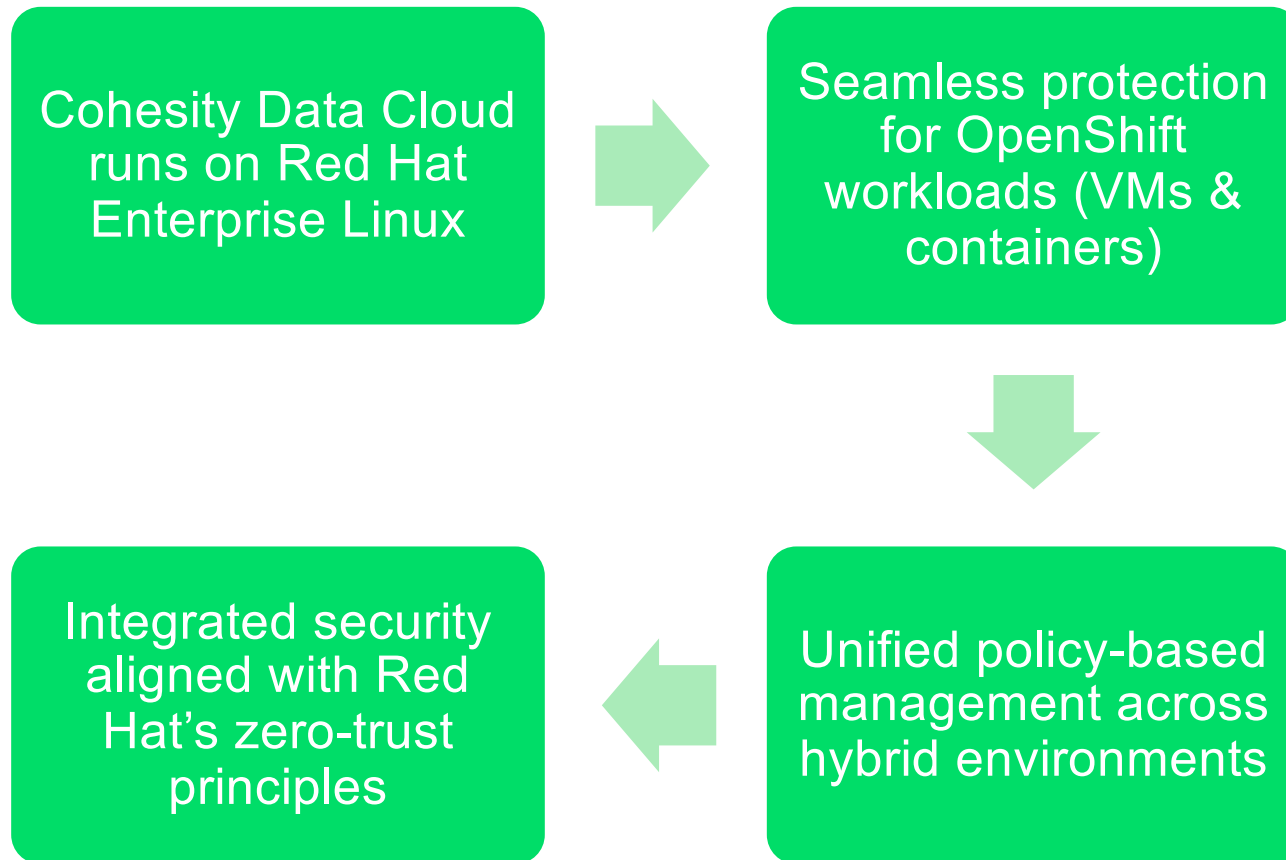 Cohesity Data Cloud
runs on Red Hat
Enterprise Linux
Seamless protection
for OpenShift
workloads (VMs &
containers)
Unified policy-based
management across
hybrid environments
Integrated security
aligned with Red
Hat’s zero-trust
principles